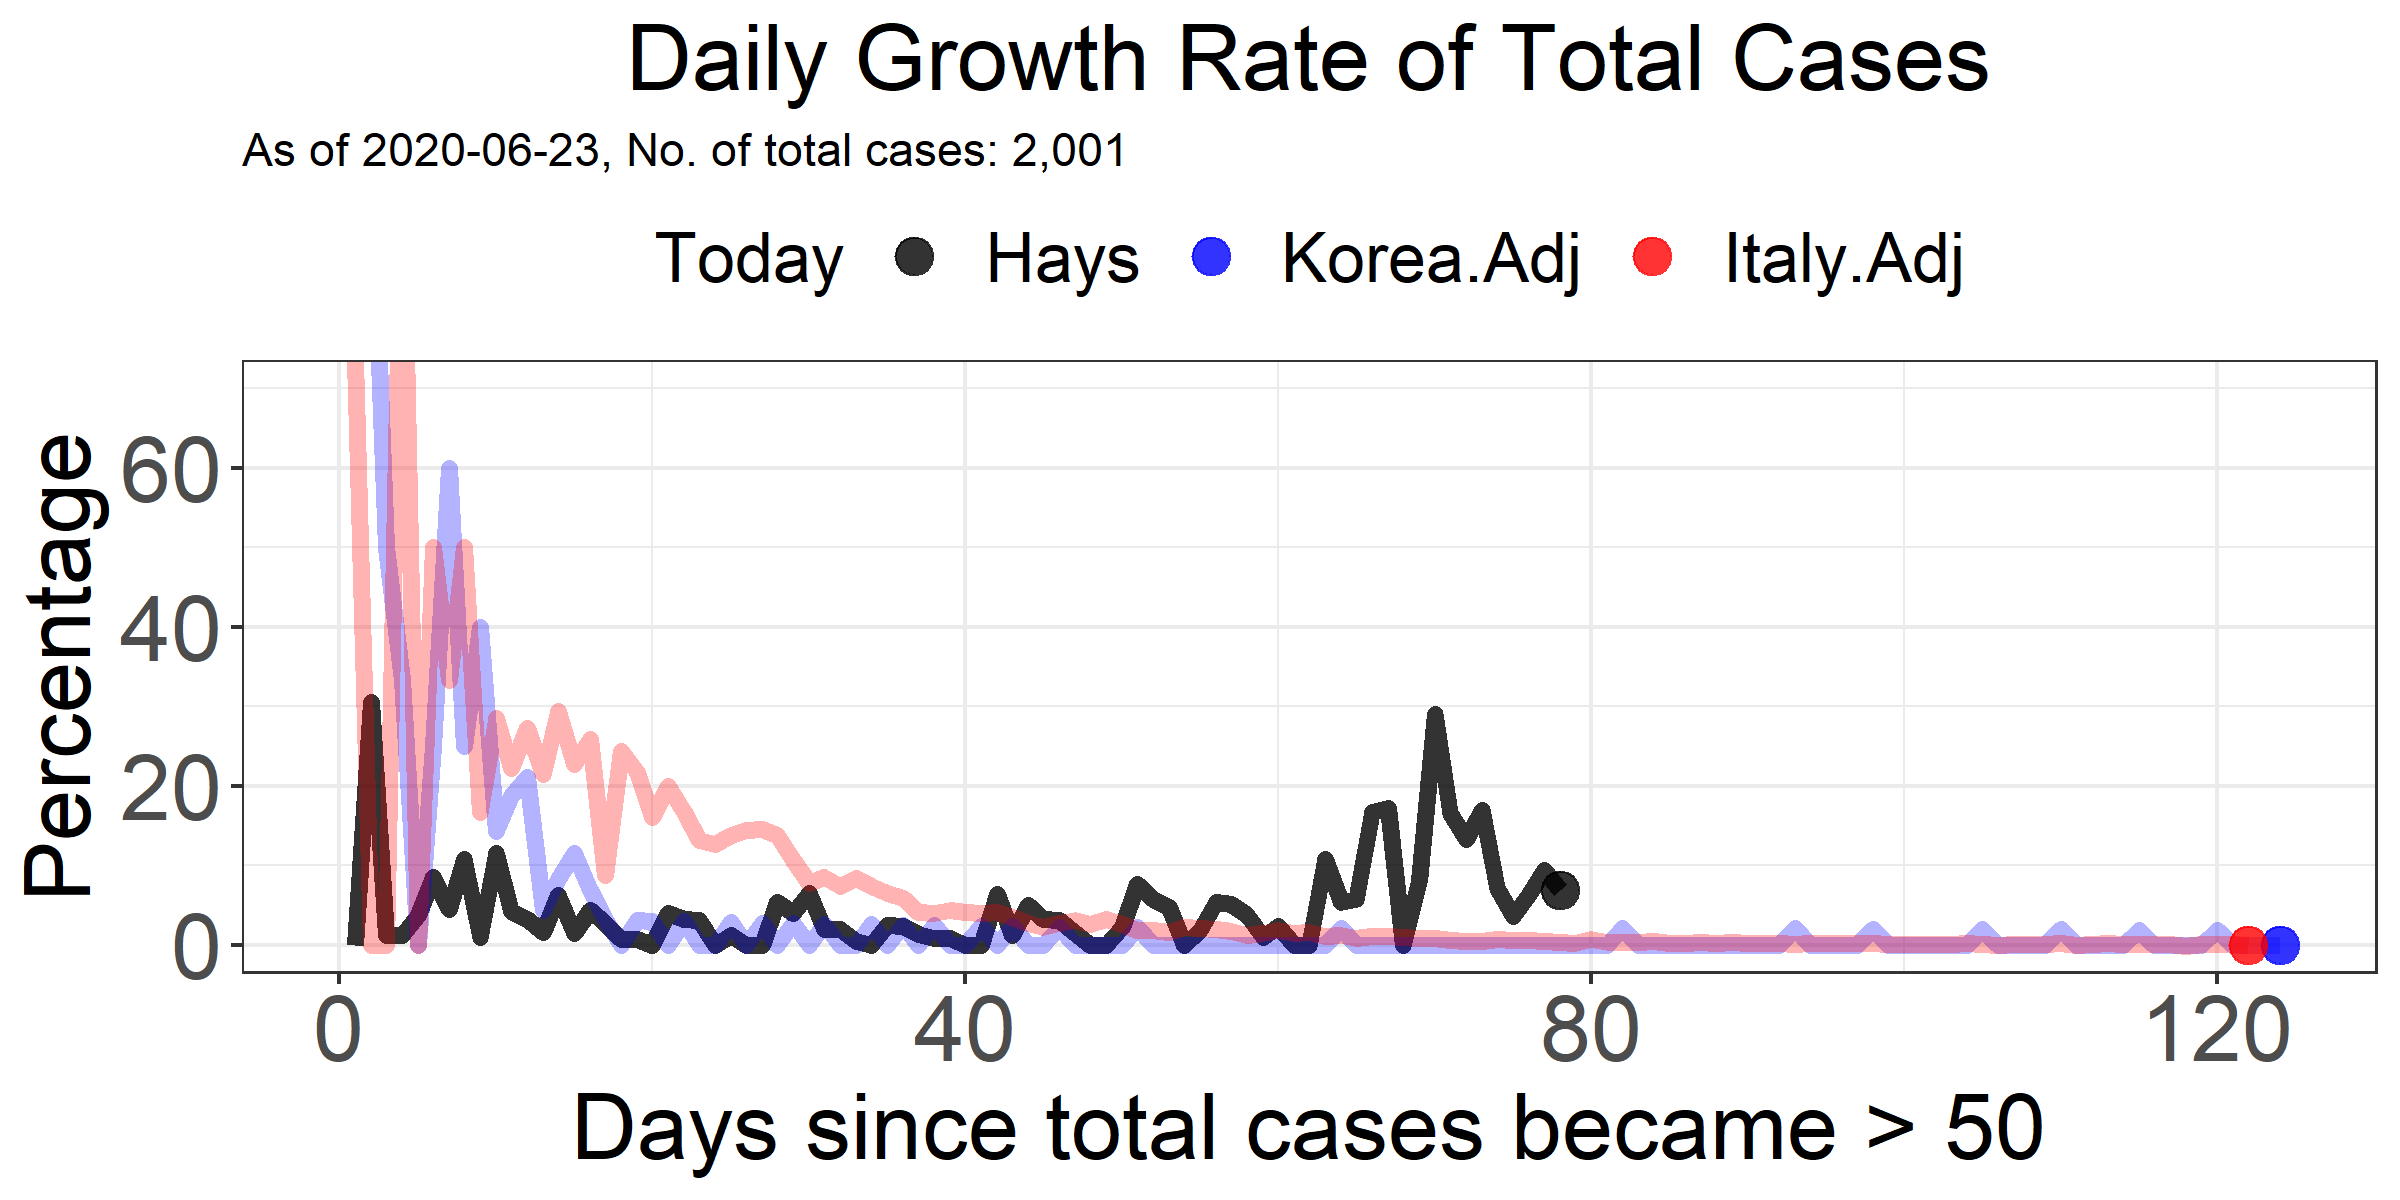 Daily Growth Rate of Total Cases
As of 2020-06-23, No. of total cases: 2,001
Today Hays Korea.Adj Italy.Adj
Percentage
60
40
20
0
0 40 80 120
Days since total cases became > 50